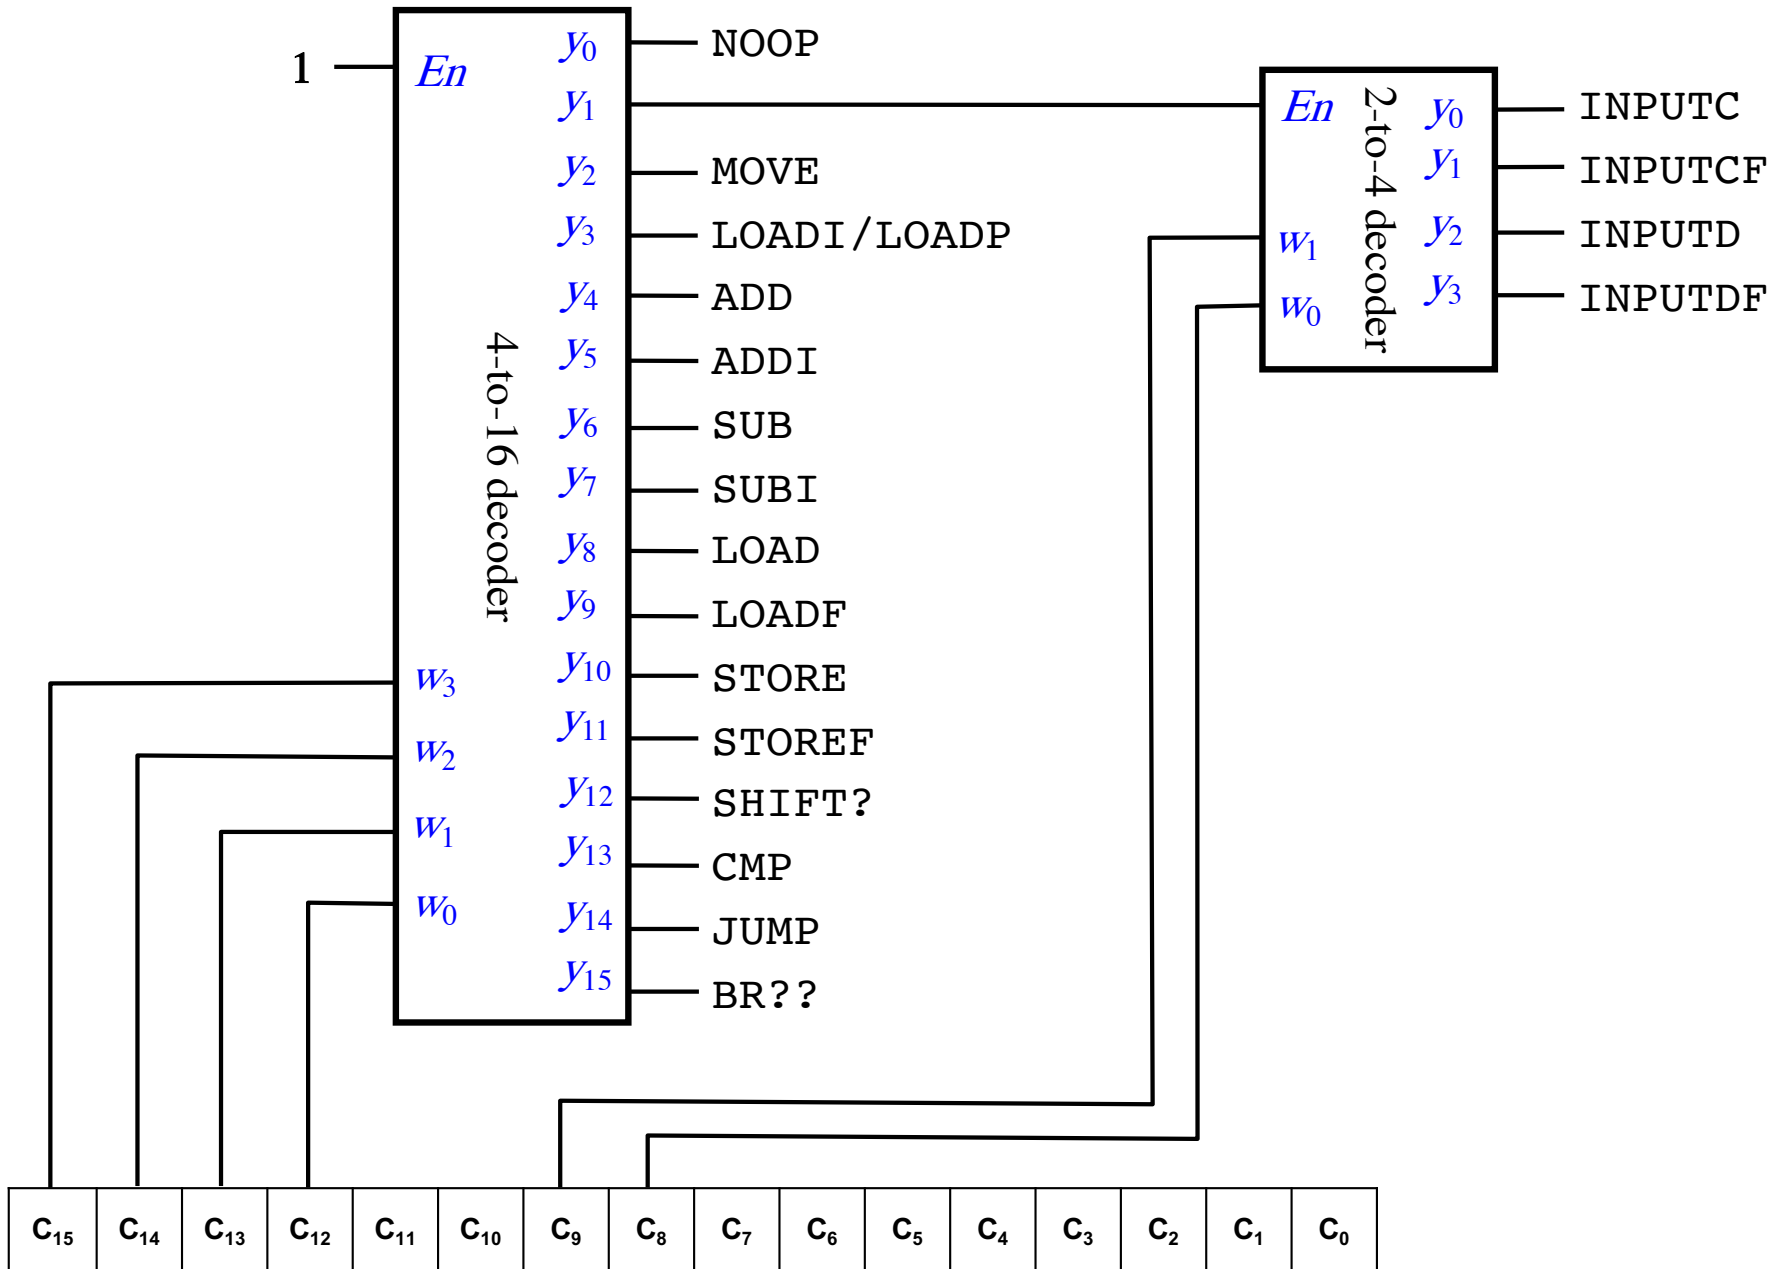 1
En
4-to-16 decoder
w3
w2
w1
w0
y0 NOOP
y1
y2 MOVE
y3 LOADI/LOADP
y4 ADD
y5 ADDI
y6 SUB
y7 SUBI
y8 LOAD
y9 LOADF
y10 STORE
y11 STOREF
y12 SHIFT?
y13 CMP
y14 JUMP
y15 BR??
En
w1
w0
2-to-4 decoder
y0 INPUTC
y1 INPUTCF
y2 INPUTD
y3 INPUTDF
C15 C14 C13 C12 C11 C10 C9 C8 C7 C6 C5 C4 C3 C2 C1 C0